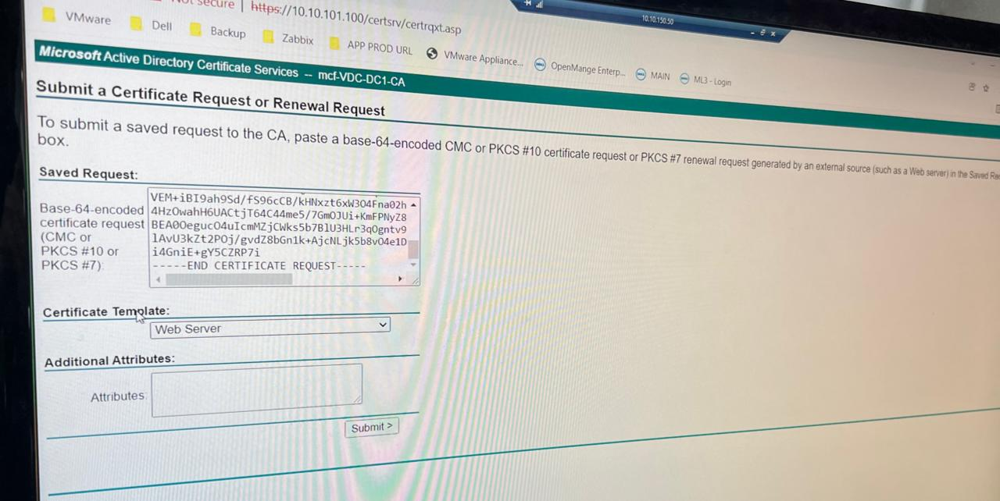 Not secure | https://10.10.101.100/certsrv/certrqxt.asp
10.10.150.50
VMware Dell Backup Zabbix APP PROD URL VMware Appliance... OpenMange Enterp... MAIN ML3 - Login
Microsoft Active Directory Certificate Services -- mcf-VDC-DC1-CA
Submit a Certificate Request or Renewal Request
To submit a saved request to the CA, paste a base-64-encoded CMC or PKCS #10 certificate request or PKCS #7 renewal request generated by an external source (such as a Web server) in the Saved
box.
Saved Request:
Base-64-encoded
certificate request
(CMC or
PKCS #10 or
PKCS #7):
VEM+iBI9ah9Sd/fS96cCB/kHNxzt6xW3O4Fna02h
4HzOwahH6UACtjT64C44me5/7GmOJUi+KmFPNyZ8
BEA0OegucO4uIcmMZjCWks5b7BlU3HLr3qOgntv9
lAvU3kZt2POj/gvdZ8bGn1k+AjcNLjk5b8vO4e1D
i4GniE+gY5CZRP7i
-----END CERTIFICATE REQUEST-----
Certificate Template:
Web Server
Additional Attributes:
Attributes:
Submit >